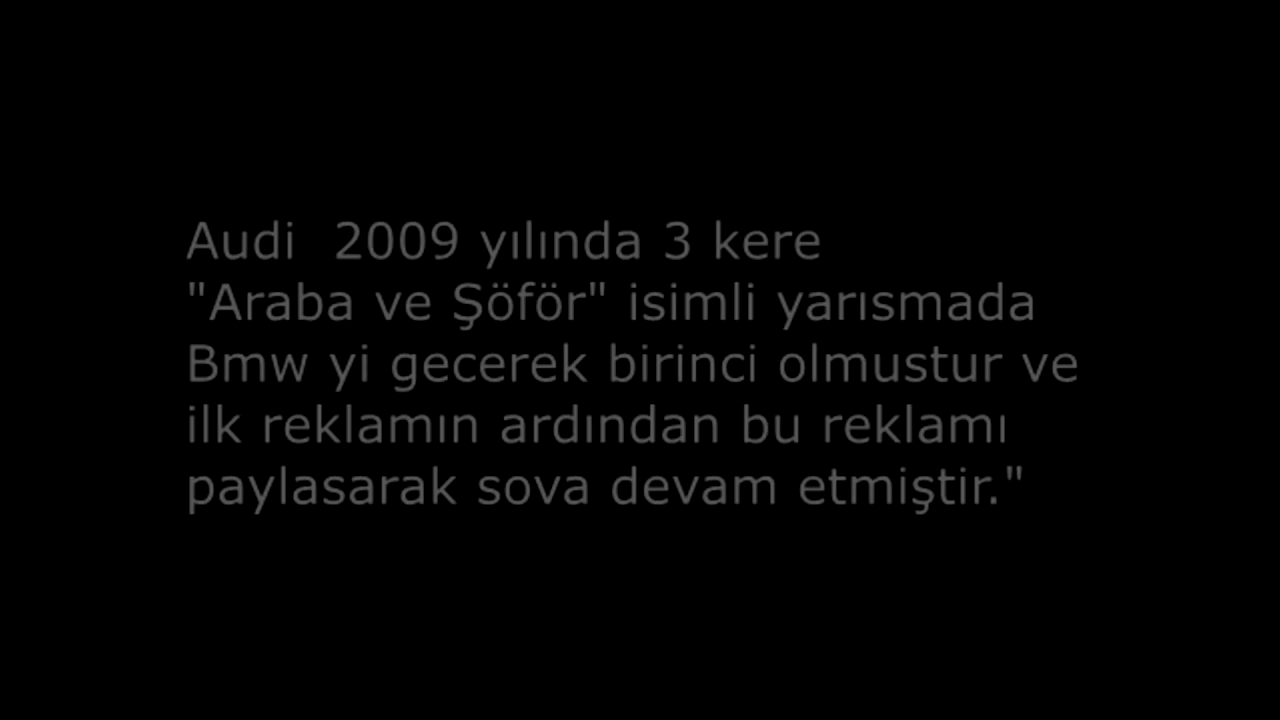 Audi  2009 yılında 3 kere
"Araba ve Şöför" isimli yarısmada
Bmw yi gecerek birinci olmustur ve
ilk reklamın ardından bu reklamı
paylasarak sova devam etmiştir."